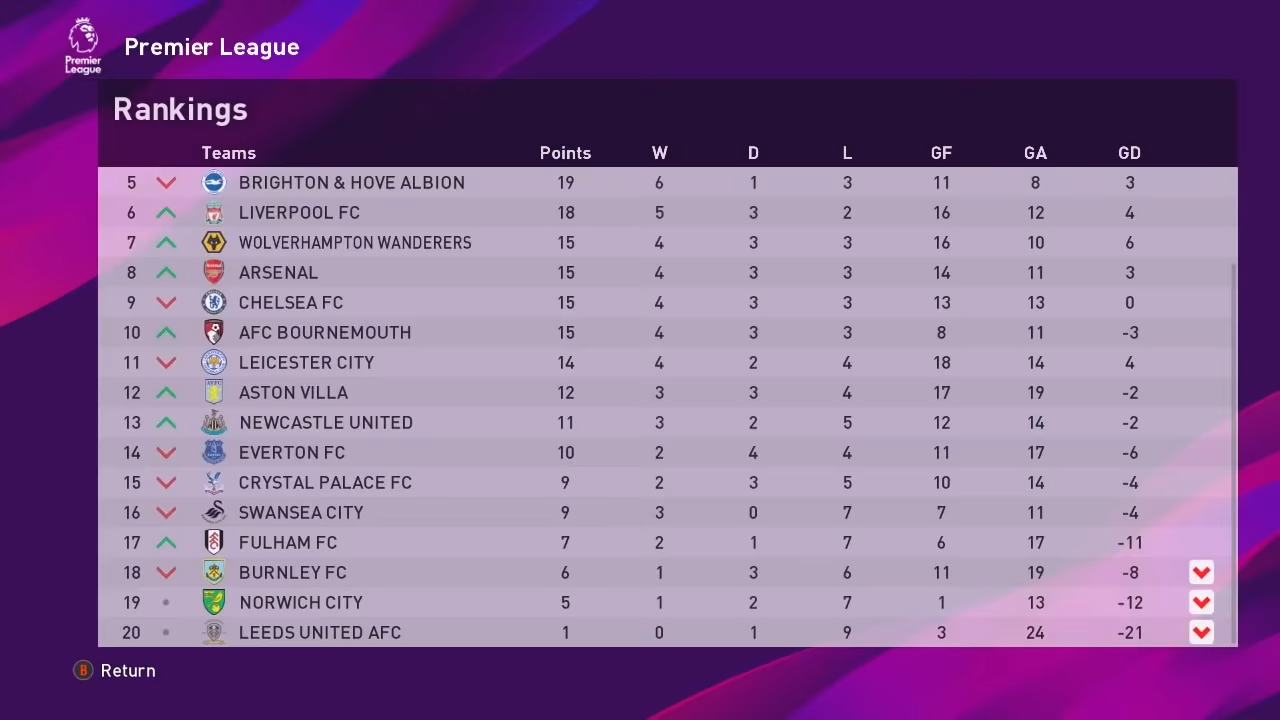 Premier League
Premier
League
Rankings
Teams Points W D L GF GA GD
5 BRIGHTON & HOVE ALBION 19 6 1 3 11 8 3
6 LIVERPOOL FC 18 5 3 2 16 12 4
7 WOLVERHAMPTON WANDERERS 15 4 3 3 16 10 6
8 ARSENAL 15 4 3 3 14 11 3
9 CHELSEA FC 15 4 3 3 13 13 0
10 AFC BOURNEMOUTH 15 4 3 3 8 11 -3
11 LEICESTER CITY 14 4 2 4 18 14 4
12 ASTON VILLA 12 3 3 4 17 19 -2
13 NEWCASTLE UNITED 11 3 2 5 12 14 -2
14 EVERTON FC 10 2 4 4 11 17 -6
15 CRYSTAL PALACE FC 9 2 3 5 10 14 -4
16 SWANSEA CITY 9 3 0 7 7 11 -4
17 FULHAM FC 7 2 1 7 6 17 -11
18 BURNLEY FC 6 1 3 6 11 19 -8
19 NORWICH CITY 5 1 2 7 1 13 -12
20 LEEDS UNITED AFC 1 0 1 9 3 24 -21
B Return